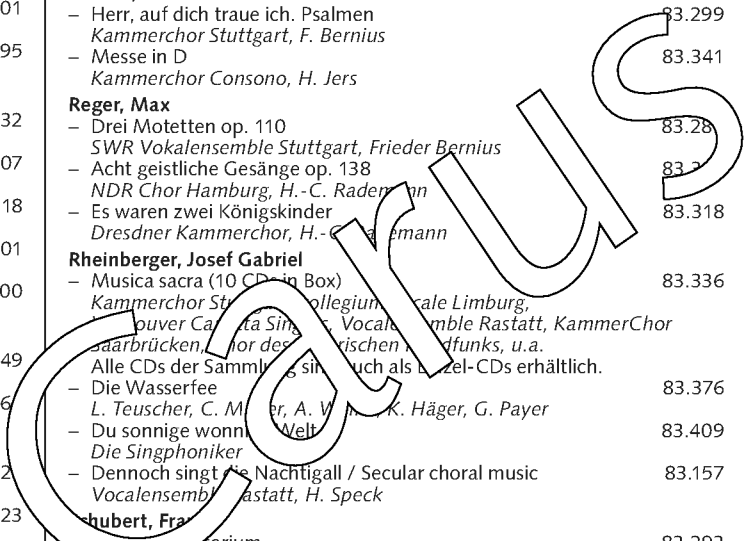 01
– Herr, auf dich traue ich. Psalmen 83.299
Kammerchor Stuttgart, F. Bernius
95
– Messe in D 83.341
Kammerchor Consono, H. Jers
Reger, Max
32
– Drei Motetten op. 110
SWR Vokalensemble Stuttgart, Frieder Bernius
07
– Acht geistliche Gesänge op. 138
NDR Chor Hamburg, H.-C.
18
– Es waren zwei Königskinder 83.318
Dresdner Kammerchor,
01
Rheinberger, Josef Gabriel
00
– Musica sacra (10 CDs in Box) 83.336
Kammerchor Limburg,
Rastatt, KammerChor
Saarbrücken, u.a.
49
Alle CDs der Sammlung als erhältlich.
– Die Wasserfee 83.376
L. Teuscher, C. A. K. Häger, G. Payer
– Du sonnige Welt 83.409
Die Singphoniker
– Dennoch singt die Nachtigall / Secular choral music 83.157
H. Speck
23
Carus